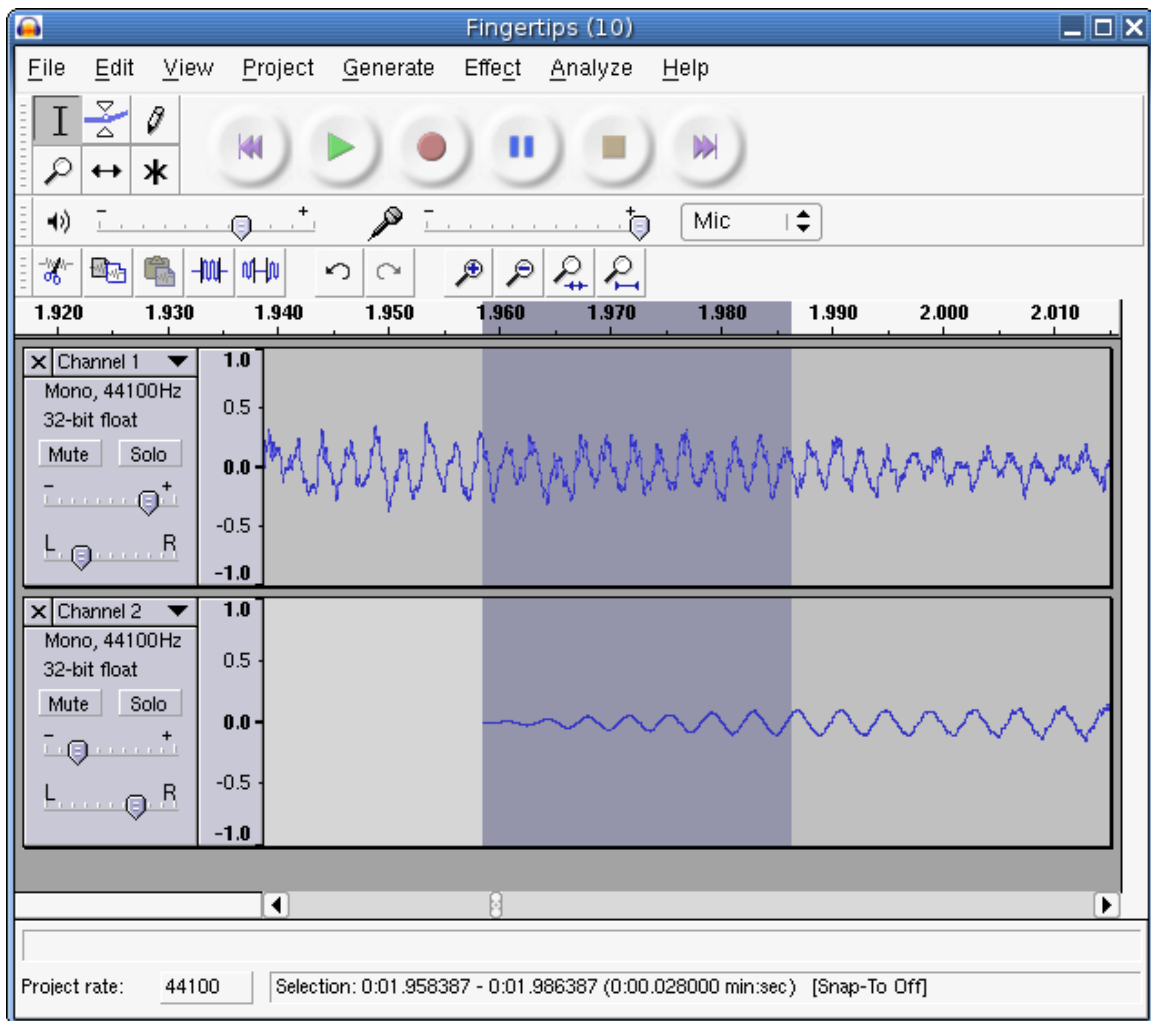 Fingertips (10)
File Edit View Project Generate Effect Analyze Help
- + - + Mic
1.920 1.930 1.940 1.950 1.960 1.970 1.980 1.990 2.000 2.010
X Channel 1
Mono, 44100Hz
32-bit float
Mute Solo
- +
L R
1.0
0.5
0.0
-0.5
-1.0
X Channel 2
Mono, 44100Hz
32-bit float
Mute Solo
- +
L R
1.0
0.5
0.0
-0.5
-1.0
Project rate: 44100 Selection: 0:01.958387 - 0:01.986387 (0:00.028000 min:sec) [Snap-To Off]